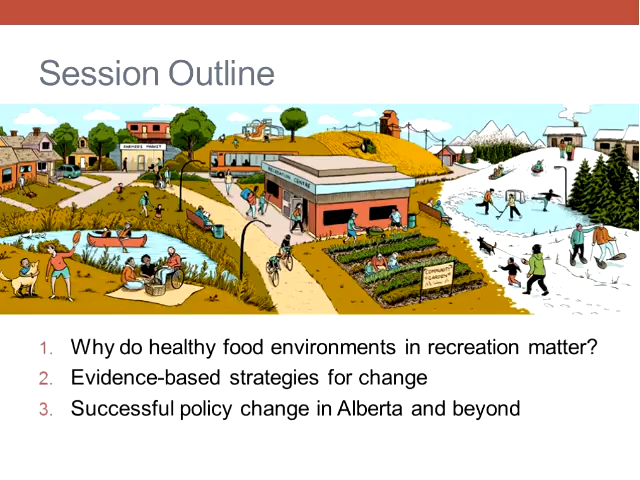 Session Outline
FARMER'S MARKET
RECREATION CENTRE
"COMMUNITY
GARDEN"
1. Why do healthy food environments in recreation matter?
2. Evidence-based strategies for change
3. Successful policy change in Alberta and beyond